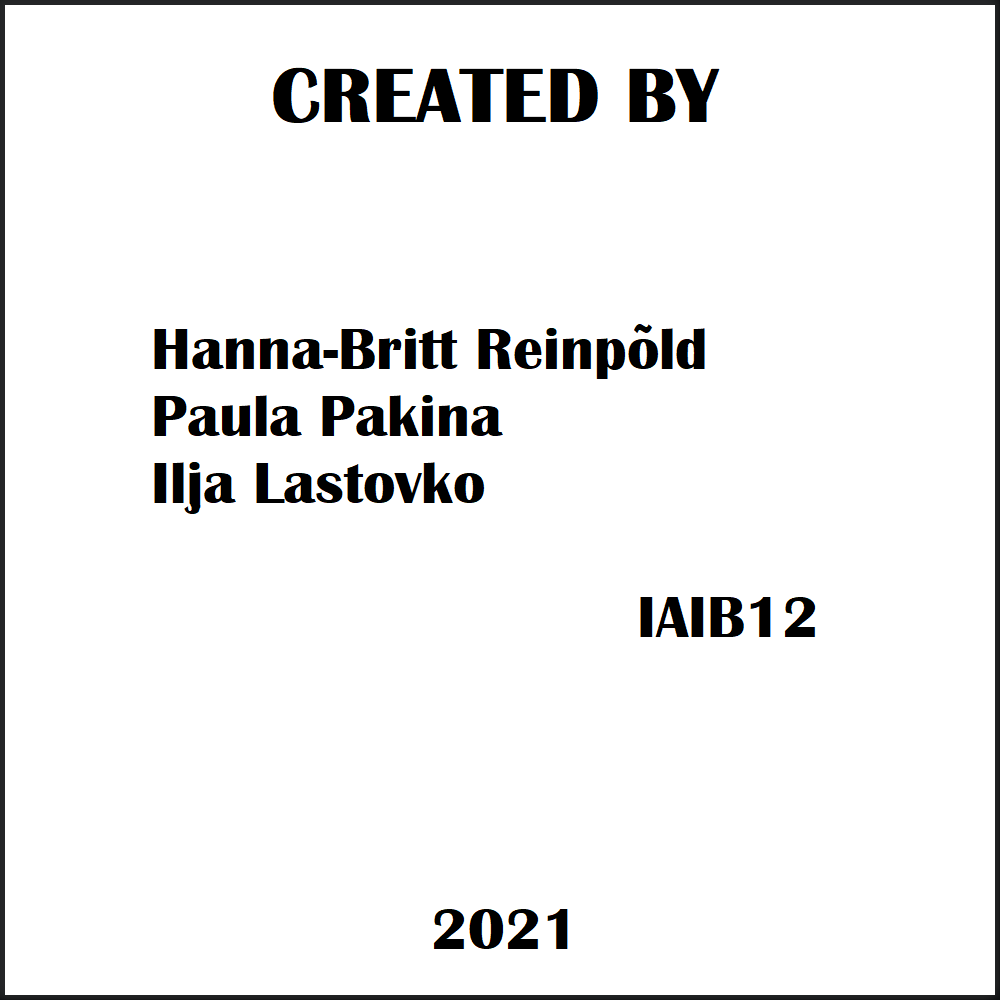 CREATED BY
Hanna-Britt Reinpõld
Paula Pakina
Ilja Lastovko
IAIB12
2021